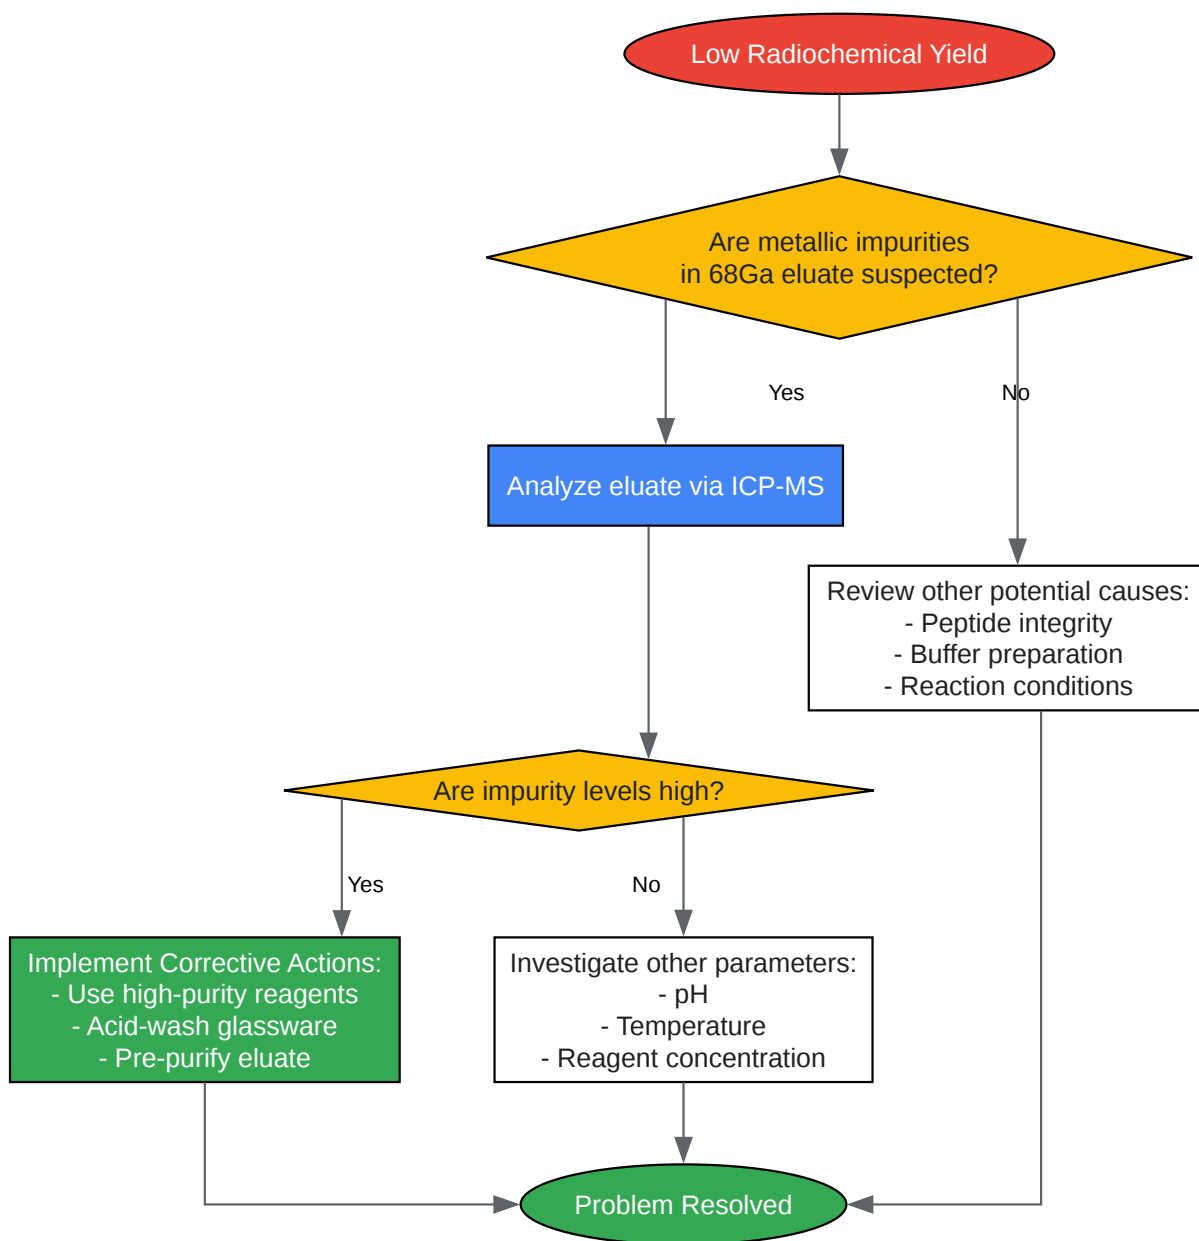 Low Radiochemical Yield
Are metallic impurities
in 68Ga eluate suspected?
Yes
No
Analyze eluate via ICP-MS
Review other potential causes:
- Peptide integrity
- Buffer preparation
- Reaction conditions
Are impurity levels high?
Yes
No
Implement Corrective Actions:
- Use high-purity reagents
- Acid-wash glassware
- Pre-purify eluate
Investigate other parameters:
- pH
- Temperature
- Reagent concentration
Problem Resolved